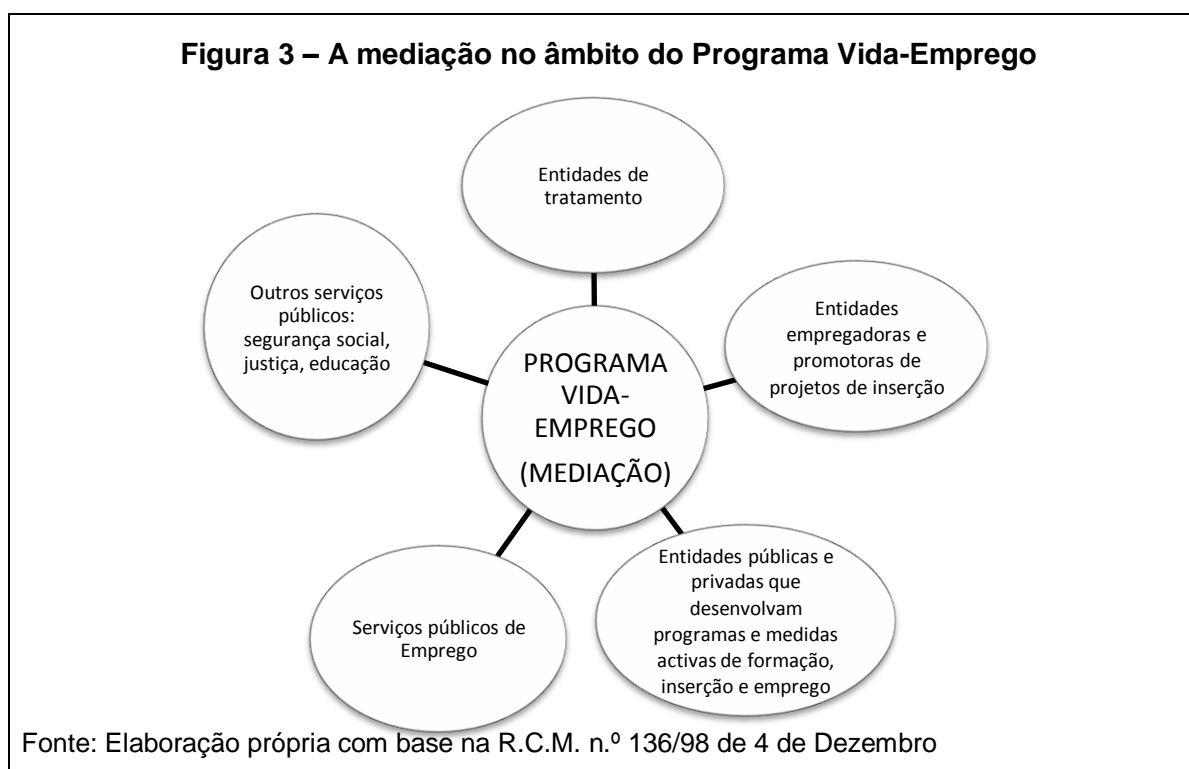 Figura 3 – A mediação no âmbito do Programa Vida-Emprego
Entidades de
tratamento
Outros serviços
públicos:
segurança social,
justiça, educação
Entidades
empregadoras e
promotoras de
projetos de inserção
PROGRAMA
VIDA-
EMPREGO
(MEDIAÇÃO)
Serviços públicos de
Emprego
Entidades públicas e
privadas que
desenvolvam
programas e medidas
activas de formação,
inserção e emprego
Fonte: Elaboração própria com base na R.C.M. n.º 136/98 de 4 de Dezembro